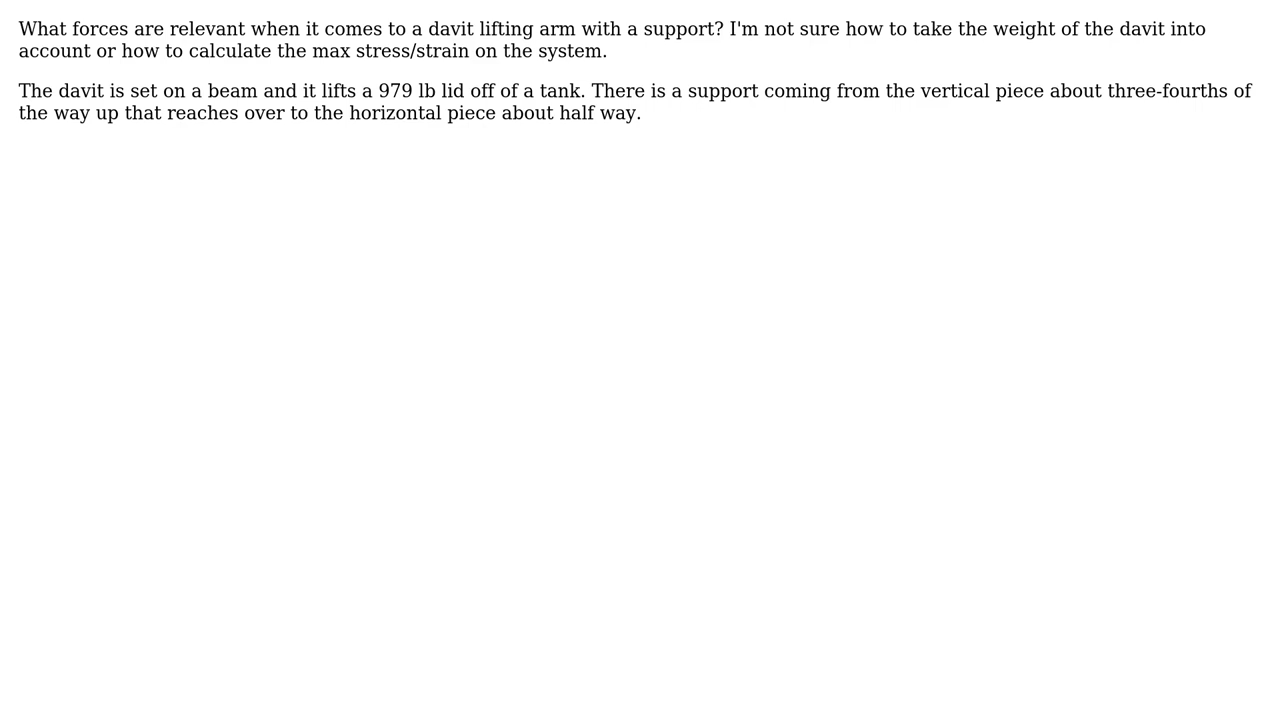 What forces are relevant when it comes to a davit lifting arm with a support? I'm not sure how to take the weight of the davit into
account or how to calculate the max stress/strain on the system.
The davit is set on a beam and it lifts a 979 lb lid off of a tank. There is a support coming from the vertical piece about three-fourths of
the way up that reaches over to the horizontal piece about half way.